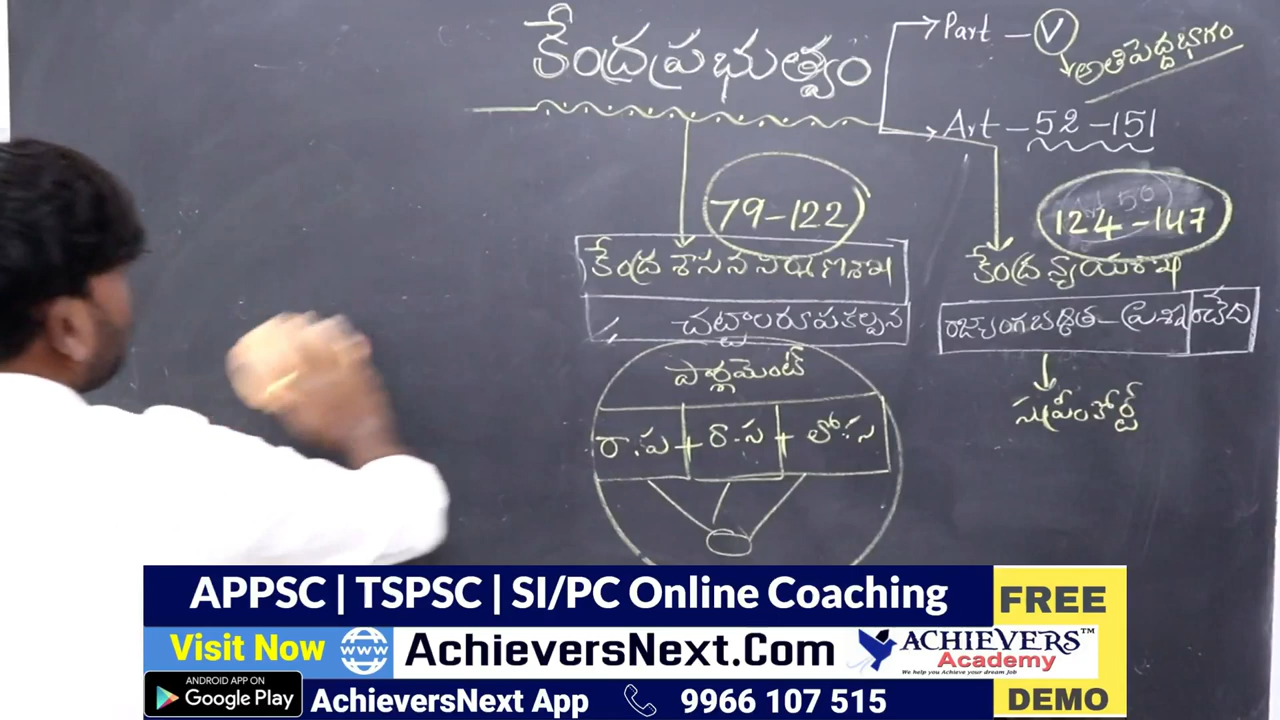 కేంద్రప్రభుత్వం
Part - V
అతిపెద్దభాగం
Art - 52 - 151
79-122
124-147
కేంద్ర శాసన నిర్మాణశాఖ
కేంద్ర న్యాయశాఖ
,, చట్టాలరూపకల్పన
పార్లమెంట్
సుప్రీంకోర్ట్
రా.ప + రా.స + లో.స
APPSC | TSPSC | SI/PC Online Coaching
FREE
DEMO
Visit Now
AchieversNext.Com
ACHIEVERS™
Academy
We help you Achieve your dream Job
ANDROID APP ON
Google Play
AchieversNext App
9966 107 515